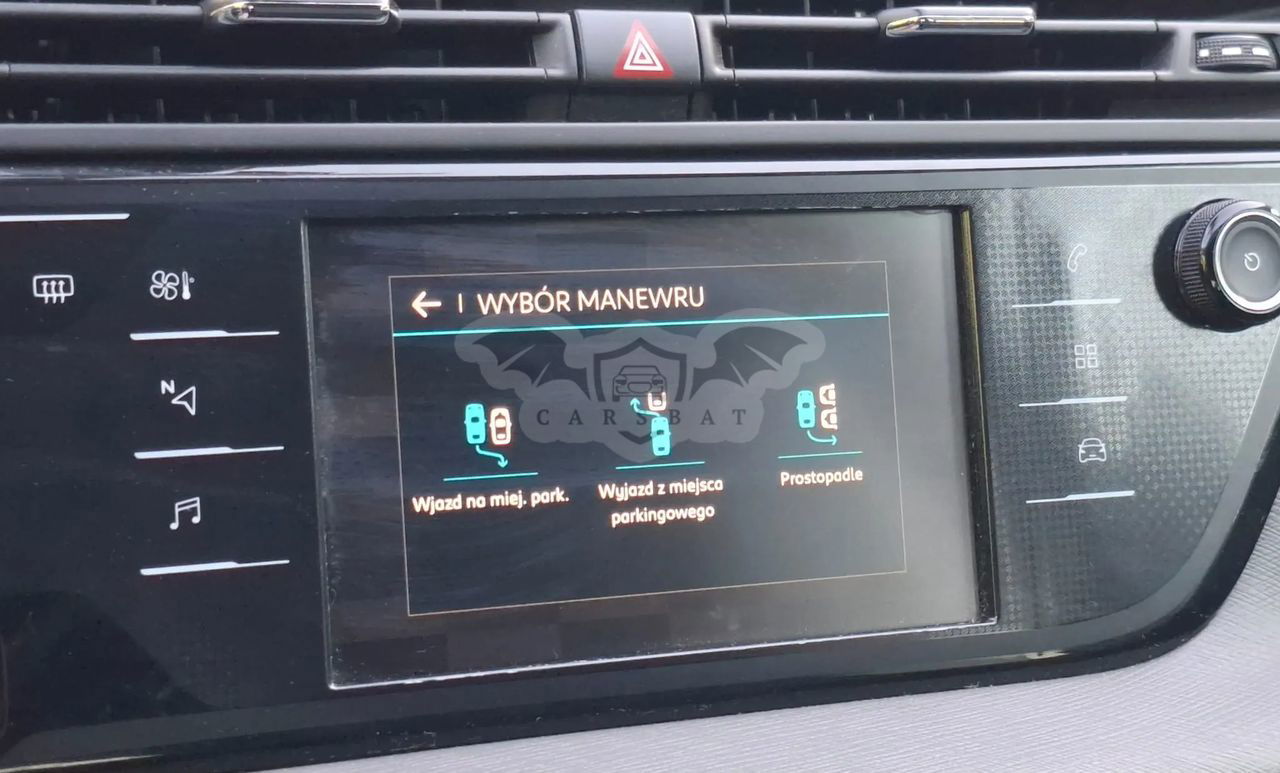 ← | WYBÓR MANEWRU
CARSBAT
Wjazd na miej. park.
Wyjazd z miejsca
parkingowego
Prostopadle
N